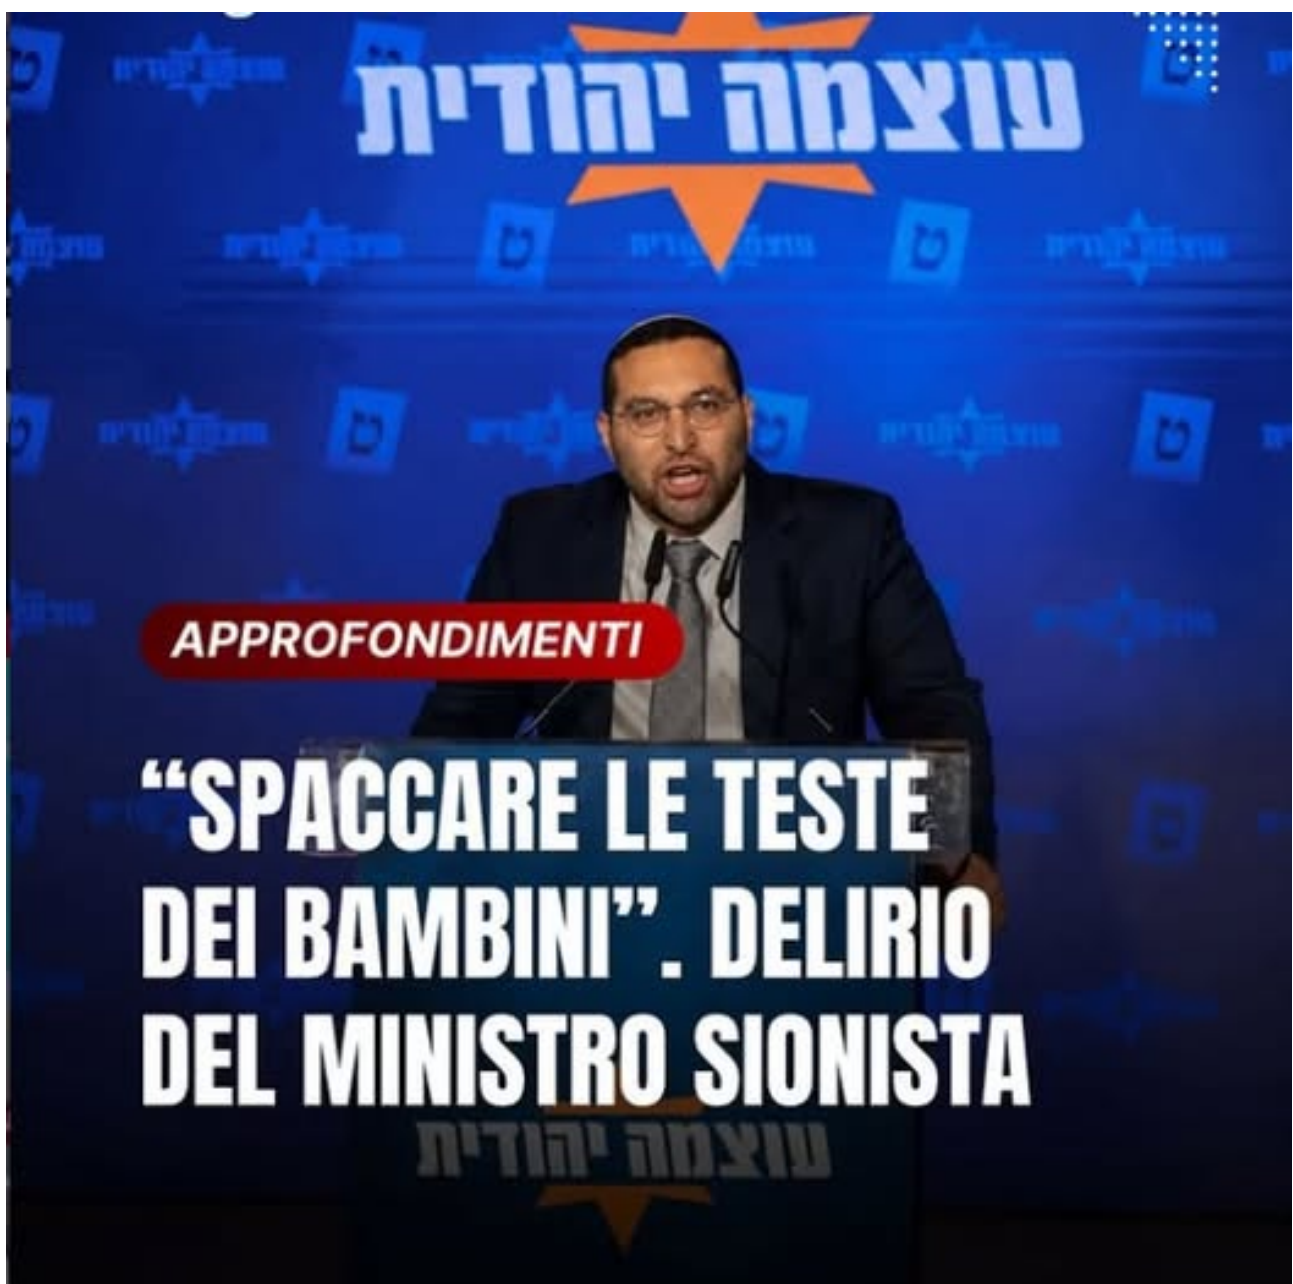 עוצמה יהודית
APPROFONDIMENTI
“SPACCARE LE TESTE
DEI BAMBINI”. DELIRIO
DEL MINISTRO SIONISTA
עוצמה יהודית